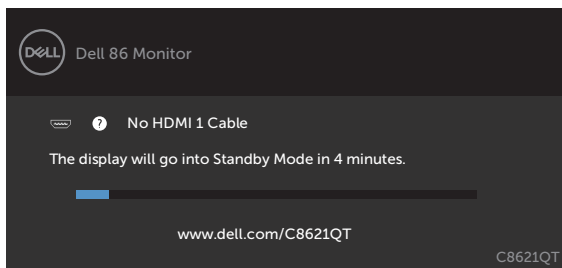 DELL
Dell 86 Monitor
? No HDMI 1 Cable
The display will go into Standby Mode in 4 minutes.
www.dell.com/C8621QT
C8621QT